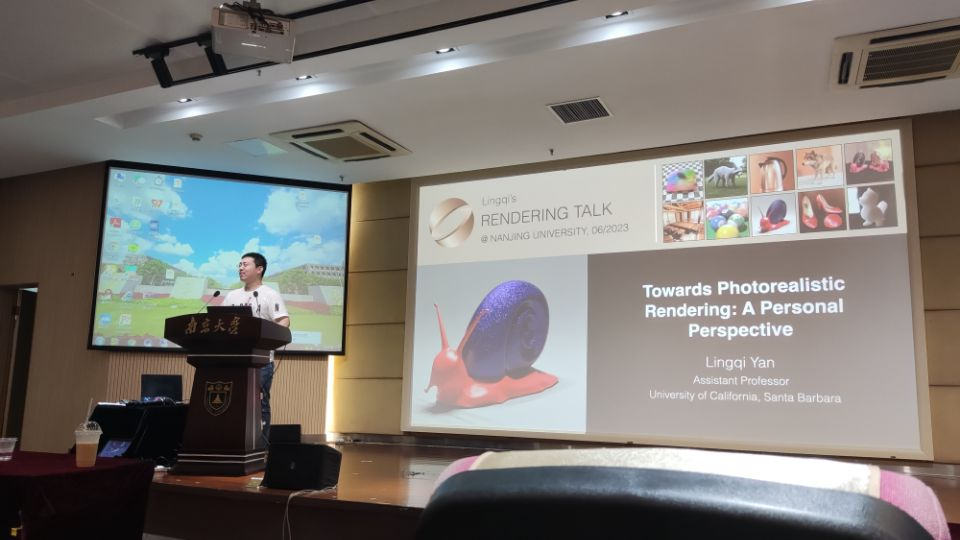 Lingqi's
RENDERING TALK
@ NANJING UNIVERSITY, 06/2023
Towards Photorealistic
Rendering: A Personal
Perspective
Lingqi Yan
Assistant Professor
University of California, Santa Barbara
南京大学